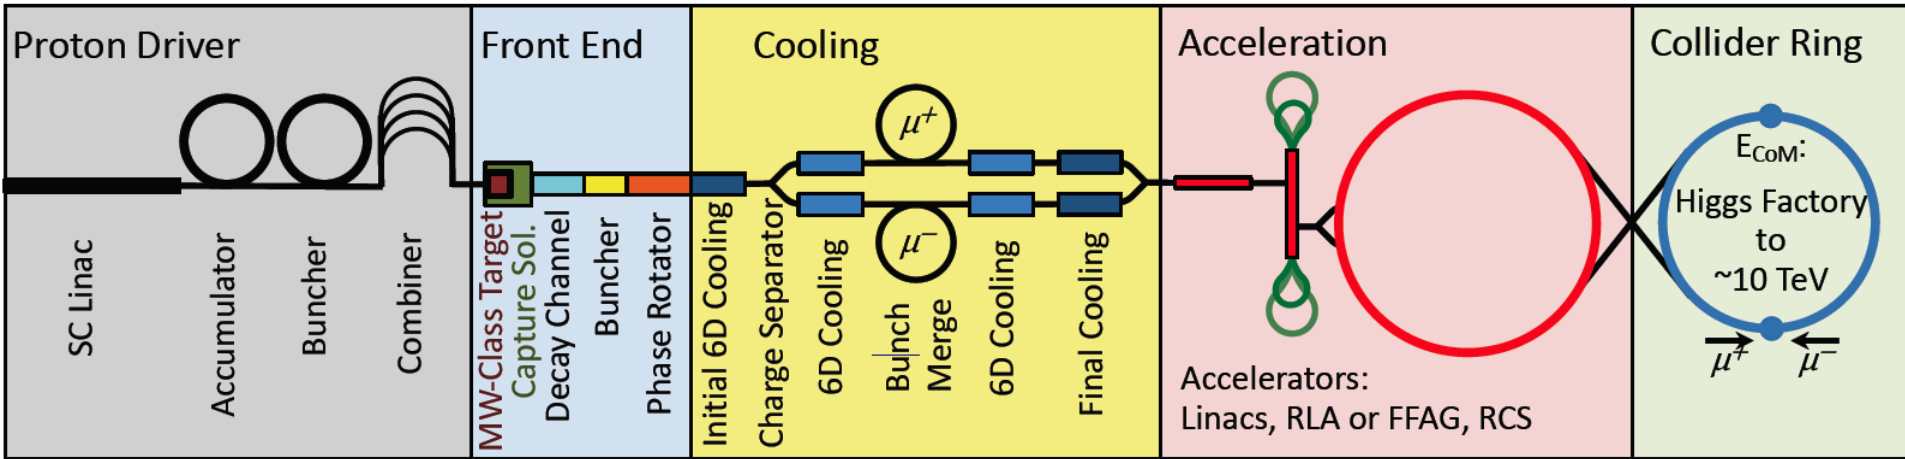 Proton Driver
SC Linac
Accumulator
Buncher
Combiner
Front End
MW-Class Target
Capture Sol.
Decay Channel
Buncher
Phase Rotator
Cooling
Initial 6D Cooling
Charge Separator
6D Cooling
μ+
μ−
Bunch
Merge
6D Cooling
Final Cooling
Acceleration
Accelerators:
Linacs, RLA or FFAG, RCS
Collider Ring
ECoM:
Higgs Factory
to
~10 TeV
μ+ μ−